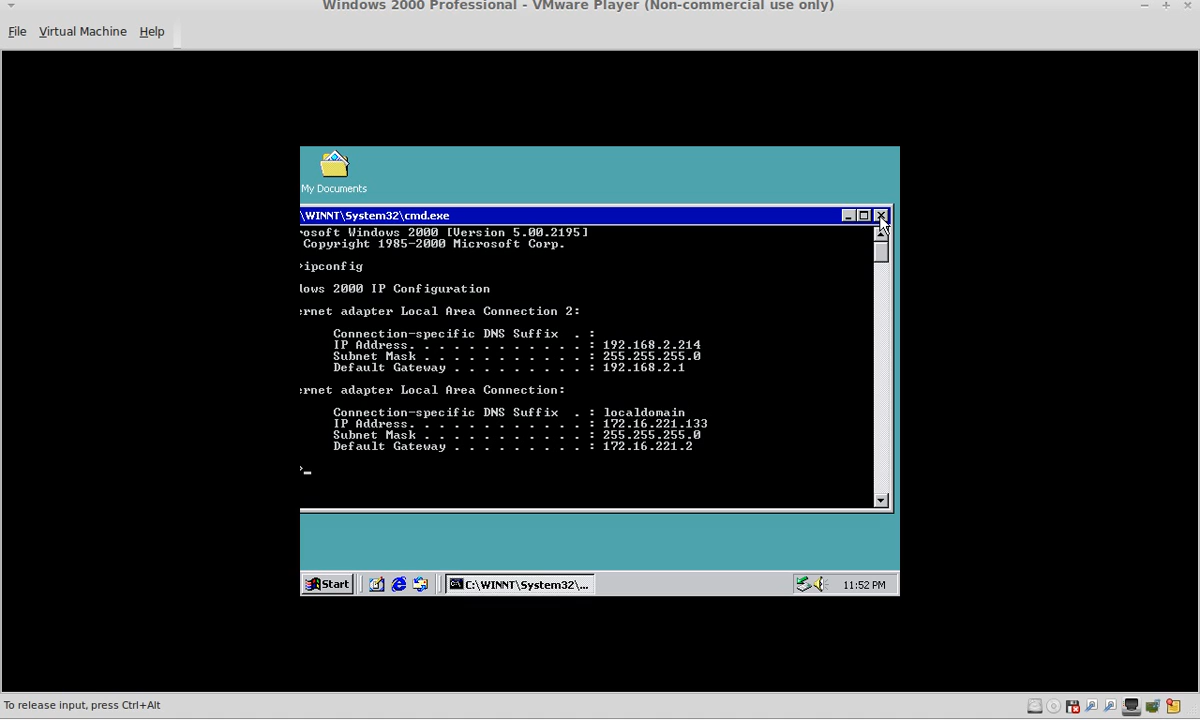 Windows 2000 Professional - VMware Player (Non-commercial use only)
File Virtual Machine Help
My Documents
\WINNT\System32\cmd.exe
rosoft Windows 2000 [Version 5.00.2195]
Copyright 1985-2000 Microsoft Corp.
>ipconfig
dows 2000 IP Configuration
ernet adapter Local Area Connection 2:
Connection-specific DNS Suffix . :
IP Address. . . . . . . . . . . . : 192.168.2.214
Subnet Mask . . . . . . . . . . . : 255.255.255.0
Default Gateway . . . . . . . . . : 192.168.2.1
ernet adapter Local Area Connection:
Connection-specific DNS Suffix . : localdomain
IP Address. . . . . . . . . . . . : 172.16.221.133
Subnet Mask . . . . . . . . . . . : 255.255.255.0
Default Gateway . . . . . . . . . : 172.16.221.2
>_
Start C:\WINNT\System32\... 11:52 PM
To release input, press Ctrl+Alt